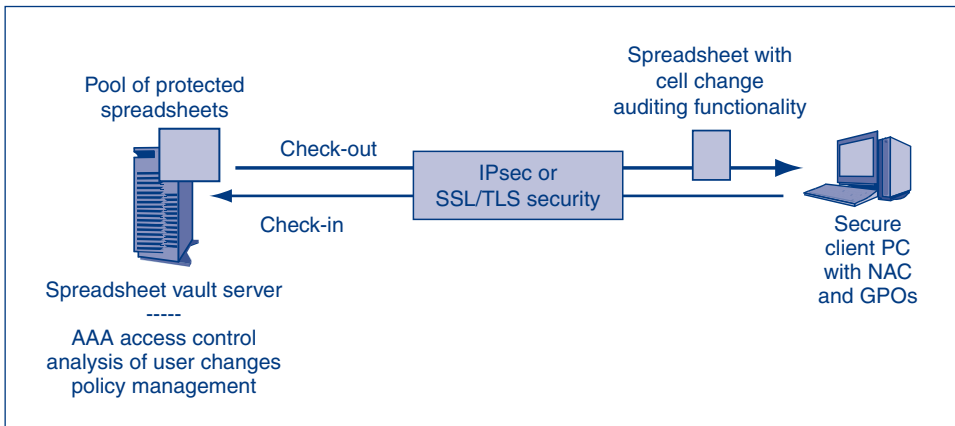 Pool of protected
spreadsheets
Check-out
Check-in
IPsec or
SSL/TLS security
Spreadsheet with
cell change
auditing functionality
Secure
client PC
with NAC
and GPOs
Spreadsheet vault server
-----
AAA access control
analysis of user changes
policy management